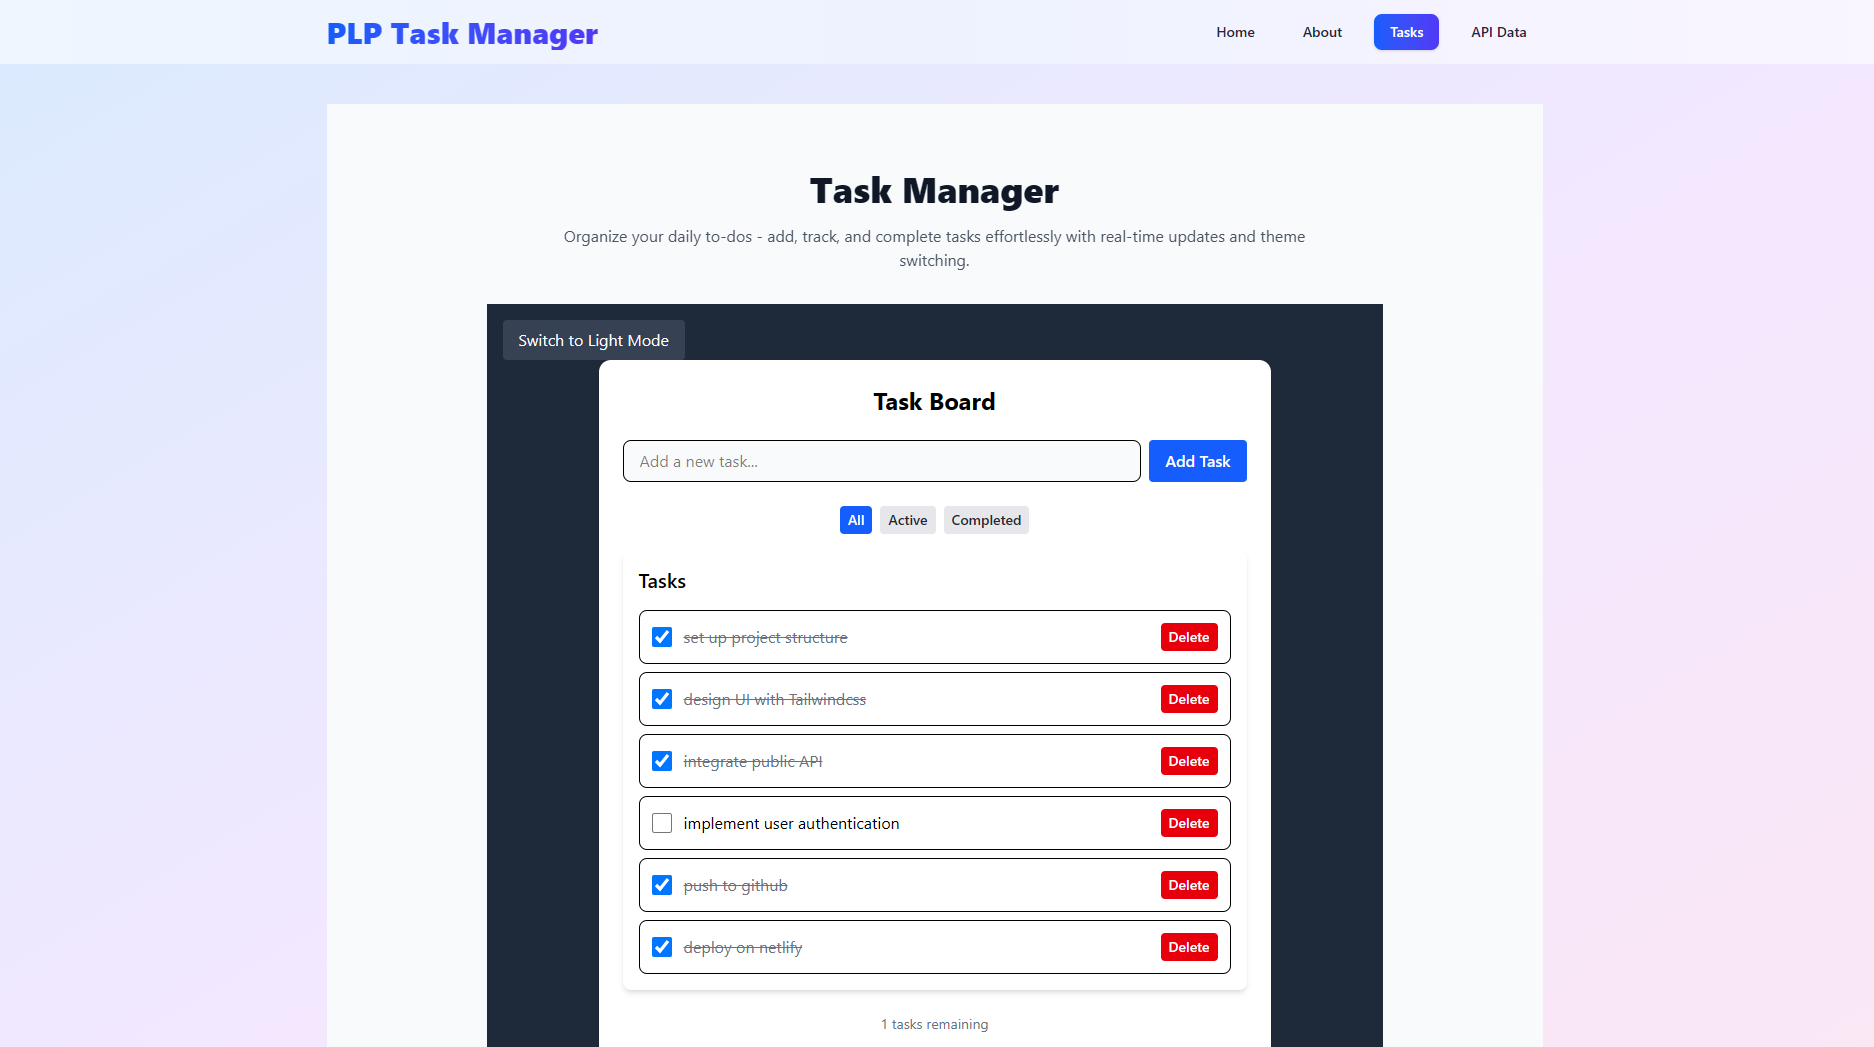 PLP Task Manager
Home
About
Tasks
API Data
Task Manager
Organize your daily to-dos - add, track, and complete tasks effortlessly with real-time updates and theme
switching.
Switch to Light Mode
Task Board
Add a new task...
Add Task
All
Active
Completed
Tasks
set up project structure
Delete
design UI with Tailwindcss
Delete
integrate public API
Delete
implement user authentication
Delete
push to github
Delete
deploy on netlify
Delete
1 tasks remaining